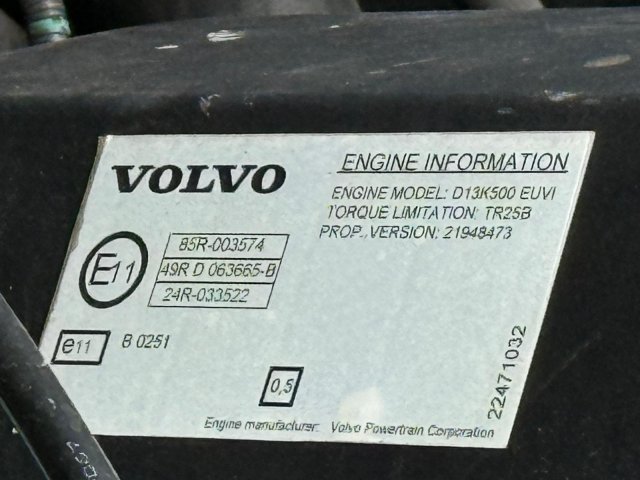 VOLVO
ENGINE INFORMATION
ENGINE MODEL: D13K500 EUVI
TORQUE LIMITATION: TR25B
PROP. VERSION: 21948473
E11
85R-003574
49R D 063665-B
24R-033522
e11 B 0251
0,5
22471032
Engine manufacturer: Volvo Powertrain Corporation